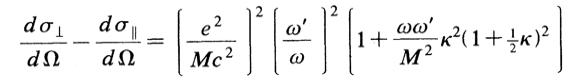 dσ⊥/dΩ − dσ∥/dΩ = [e²/Mc²]² [ω′/ω]² [1 + ωω′/M² κ²(1 + ½κ)²]